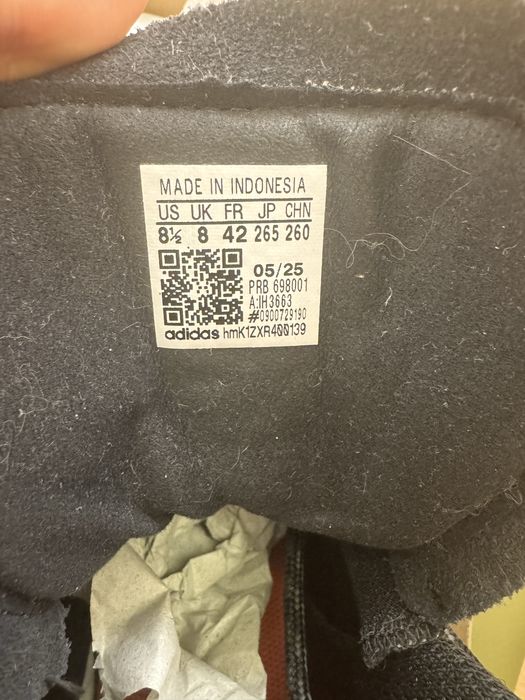 MADE IN INDONESIA
US UK FR JP CHN
8½ 8 42 265 260
05/25
PRB 698001
A:IH3663
#0900729190
adidas hmK1ZXR400139